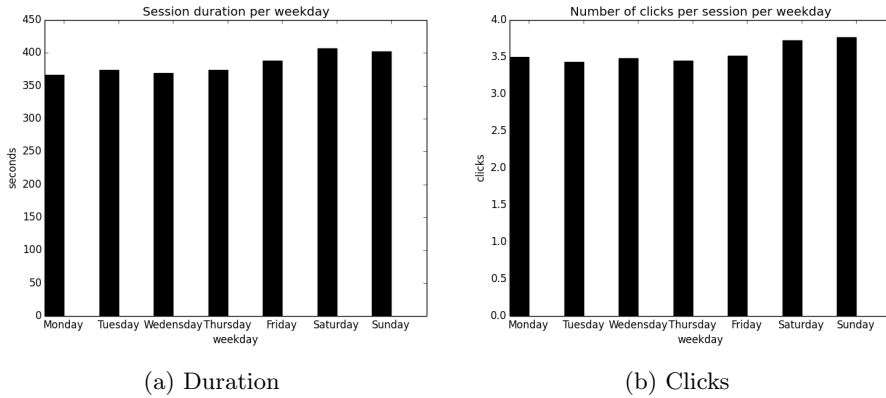 Session duration per weekday
450
400
350
300
250
200
150
100
50
0
seconds
Monday Tuesday Wedensday Thursday Friday Saturday Sunday
weekday
(a) Duration
Number of clicks per session per weekday
4.0
3.5
3.0
2.5
2.0
1.5
1.0
0.5
0.0
clicks
Monday Tuesday Wedensday Thursday Friday Saturday Sunday
weekday
(b) Clicks